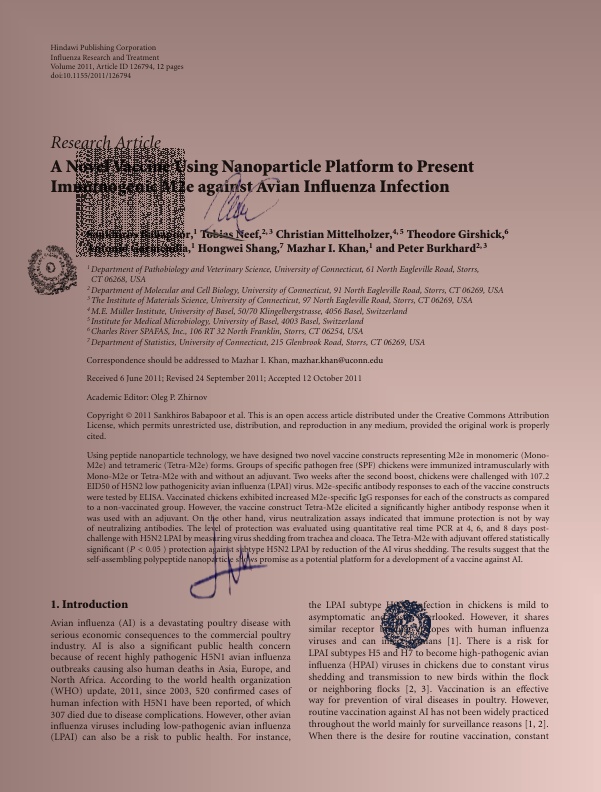 Hindawi Publishing Corporation
Influenza Research and Treatment
Volume 2011, Article ID 126794, 12 pages
doi:10.1155/2011/126794
Research Article
A Novel Vaccine Using Nanoparticle Platform to Present
Immunogenic M2e against Avian Influenza Infection
Sankhiros Babapoor,1 Tobias Neef,2,3 Christian Mittelholzer,4,5 Theodore Girshick,6
Hongwei Shang,7 Mazhar I. Khan,1 and Peter Burkhard2,3
1Department of Pathobiology and Veterinary Science, University of Connecticut, 61 North Eagleville Road, Storrs,
CT 06268, USA
2Department of Molecular and Cell Biology, University of Connecticut, 91 North Eagleville Road, Storrs, CT 06269, USA
3The Institute of Materials Science, University of Connecticut, 97 North Eagleville Road, Storrs, CT 06269, USA
4M.E. Müller Institute, University of Basel, 50/70 Klingelbergstrasse, 4056 Basel, Switzerland
5Institute for Medical Microbiology, University of Basel, 4003 Basel, Switzerland
6Charles River SPAFAS, Inc., 106 RT 32 North Franklin, Storrs, CT 06254, USA
7Department of Statistics, University of Connecticut, 215 Glenbrook Road, Storrs, CT 06269, USA
Correspondence should be addressed to Mazhar I. Khan, mazhar.khan@uconn.edu
Received 6 June 2011; Revised 24 September 2011; Accepted 12 October 2011
Academic Editor: Oleg P. Zhirnov
Copyright © 2011 Sankhiros Babapoor et al. This is an open access article distributed under the Creative Commons Attribution
License, which permits unrestricted use, distribution, and reproduction in any medium, provided the original work is properly
cited.
Using peptide nanoparticle technology, we have designed two novel vaccine constructs representing M2e in monomeric (Mono-
M2e) and tetrameric (Tetra-M2e) forms. Groups of specific pathogen free (SPF) chickens were immunized intramuscularly with
Mono-M2e or Tetra-M2e with and without an adjuvant. Two weeks after the second boost, chickens were challenged with 107.2
EID50 of H5N2 low pathogenicity avian influenza (LPAI) virus. M2e-specific antibody responses to each of the vaccine constructs
were tested by ELISA. Vaccinated chickens exhibited increased M2e-specific IgG responses for each of the constructs as compared
to a non-vaccinated group. However, the vaccine construct Tetra-M2e elicited a significantly higher antibody response when it
was used with an adjuvant. On the other hand, virus neutralization assays indicated that immune protection is not by way
of neutralizing antibodies. The level of protection was evaluated using quantitative real time PCR at 4, 6, and 8 days post-
challenge with H5N2 LPAI by measuring virus shedding from trachea and cloaca. The Tetra-M2e with adjuvant offered statistically
significant (P < 0.05 ) protection against subtype H5N2 LPAI by reduction of the AI virus shedding. The results suggest that the
self-assembling polypeptide nanoparticle shows promise as a potential platform for a development of a vaccine against AI.
1. Introduction
Avian influenza (AI) is a devastating poultry disease with
serious economic consequences to the commercial poultry
industry. AI is also a significant public health concern
because of recent highly pathogenic H5N1 avian influenza
outbreaks causing also human deaths in Asia, Europe, and
North Africa. According to the world health organization
(WHO) update, 2011, since 2003, 520 confirmed cases of
human infection with H5N1 have been reported, of which
307 died due to disease complications. However, other avian
influenza viruses including low-pathogenic avian influenza
(LPAI) can also be a risk to public health. For instance,
the LPAI subtype infection in chickens is mild to
asymptomatic and overlooked. However, it shares
similar receptor with human influenza
viruses and can humans [1]. There is a risk for
LPAI subtypes H5 and H7 to become high-pathogenic avian
influenza (HPAI) viruses in chickens due to constant virus
shedding and transmission to new birds within the flock
or neighboring flocks [2, 3]. Vaccination is an effective
way for prevention of viral diseases in poultry. However,
routine vaccination against AI has not been widely practiced
throughout the world mainly for surveillance reasons [1, 2].
When there is the desire for routine vaccination, constant